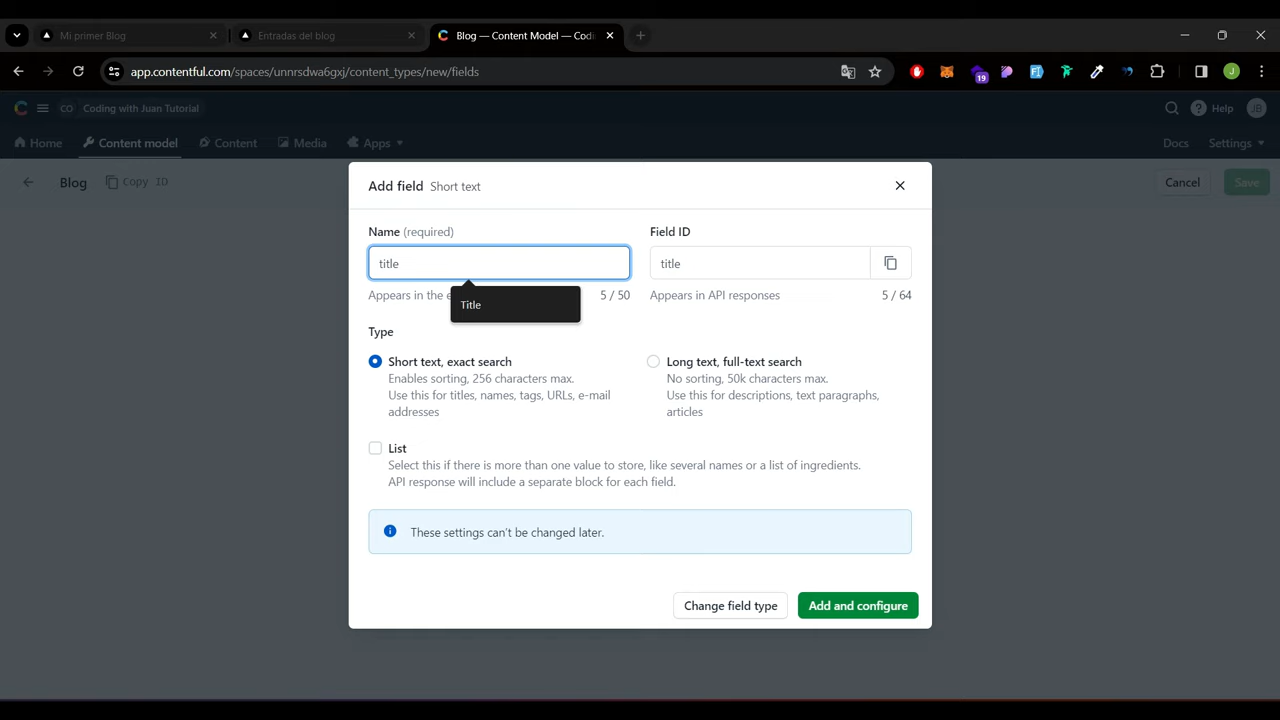 Mi primer Blog
Entradas del blog
Blog — Content Model — Codi
app.contentful.com/spaces/unnrsdwa6gxj/content_types/new/fields
19
J
CO Coding with Juan Tutorial
Help
JB
Home
Content model
Content
Media
Apps
Docs
Settings
Blog
Copy ID
Cancel
Save
Add field Short text
Name (required)
Field ID
title
title
Appears in the e
5 / 50
Appears in API responses
5 / 64
Title
Type
Short text, exact search
Enables sorting, 256 characters max.
Use this for titles, names, tags, URLs, e-mail
addresses
Long text, full-text search
No sorting, 50k characters max.
Use this for descriptions, text paragraphs,
articles
List
Select this if there is more than one value to store, like several names or a list of ingredients.
API response will include a separate block for each field.
These settings can't be changed later.
Change field type
Add and configure